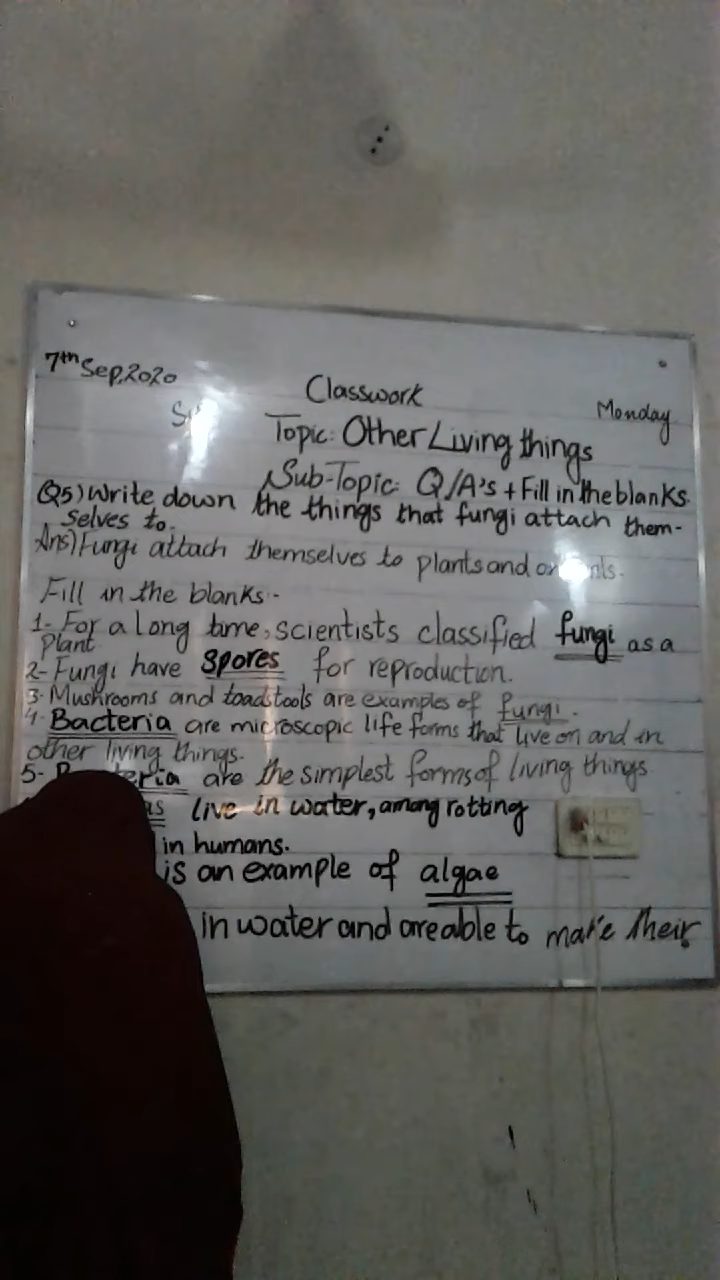 7th Sep, 2020
Classwork
Monday
Topic: Other Living things
Sub-Topic: Q/A's + Fill in the blanks
Q5) Write down the things that fungi attach them-
selves to.
Ans) Fungi attach themselves to plants and
Fill in the blanks:-
1- For a long time, scientists classified fungi as a
Plant
2- Fungi have spores for reproduction.
3- Mushrooms and toadstools are examples of fungi.
4- Bacteria are microscopic life forms that live on and in
other living things.
5- are the simplest forms of living things
live in water, among rotting
in humans.
is an example of algae
in water and are able to make their